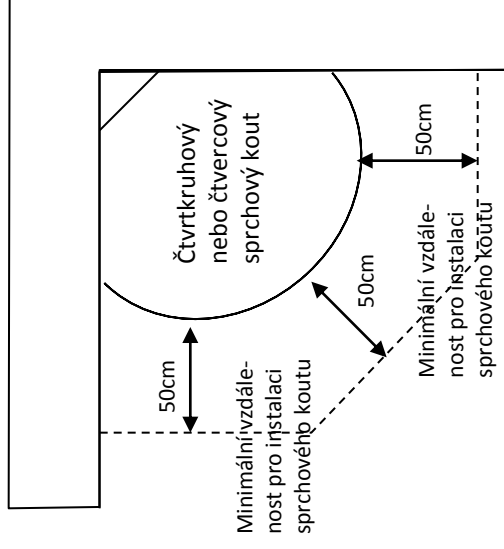 Čtvrtkruhový
nebo čtvercový
sprchový kout
50cm
50cm
50cm
Minimální vzdále-
nost pro instalaci
sprchového koutu
Minimální vzdále-
nost pro instalaci
sprchového koutu